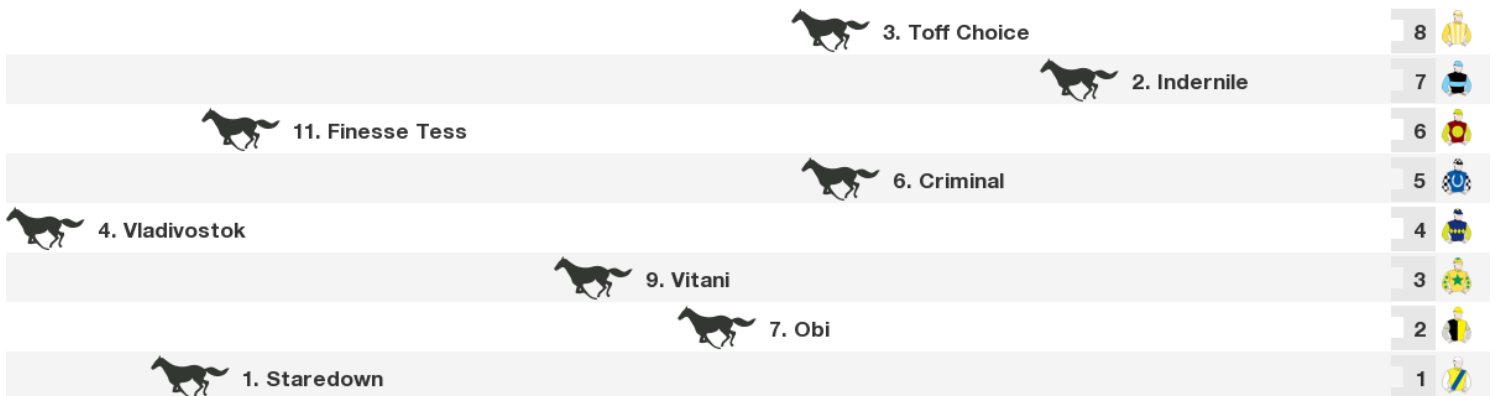 3. Toff Choice 8
2. Indernile 7
11. Finesse Tess 6
6. Criminal 5
4. Vladivostok 4
9. Vitani 3
7. Obi 2
1. Staredown 1